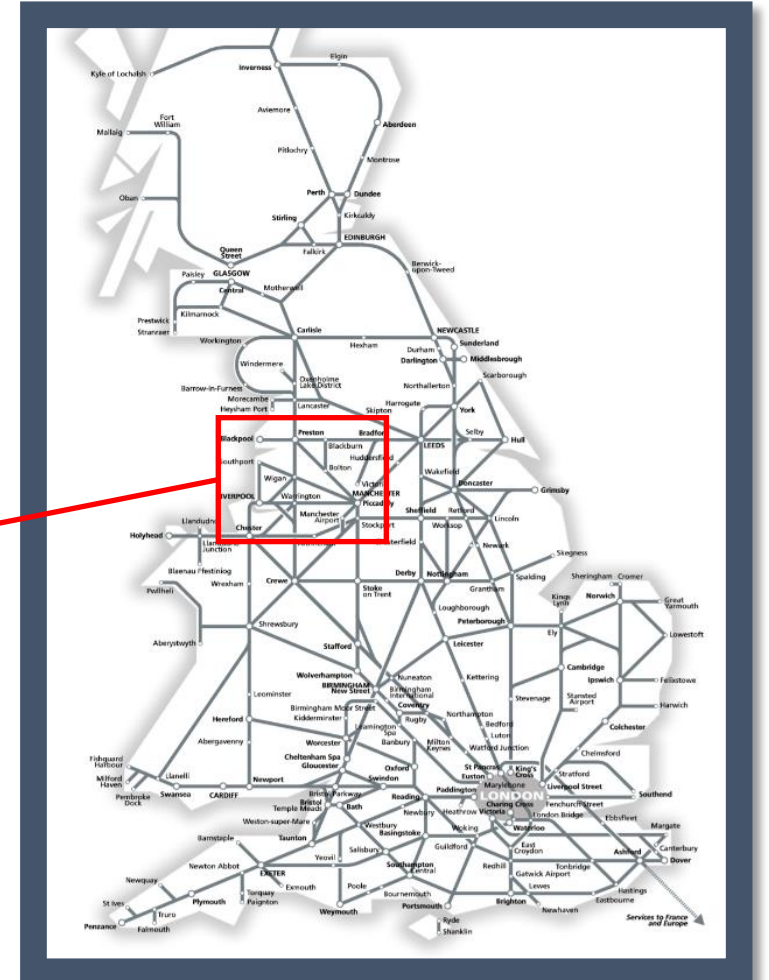 Elgin
Inverness
Kyle of Lochalsh
Aviemore
Fort
William
Mallaig
Aberdeen
Pitlochry
Montrose
Perth
Dundee
Oban
Kirkcaldy
Stirling
EDINBURGH
Queen
Street
Falkirk
Berwick-
upon-Tweed
Paisley
GLASGOW
Central
Motherwell
Prestwick
Kilmarnock
Stranraer
Carlisle
NEWCASTLE
Workington
Hexham
Sunderland
Durham
Darlington
Middlesbrough
Windermere
Scarborough
Oxenholme
Lake District
Barrow-in-Furness
Northallerton
Morecambe
Lancaster
Harrogate
Heysham Port
Skipton
York
Blackpool
Preston
Bradfor
Selby
Hull
Blackburn
LEEDS
Southport
Huddersfield
Bolton
Wakefield
Wigan
Victori
MANCHESTER
Doncaster
Grimsby
IVERPOOL
Warrington
Piccadilly
Manchester
Airport
Sheffield
Retford
Llandudno
Chester
Stockport
Worksop
Lincoln
Holyhead
Llandudno
Junction
esterfield
Newark
Skegness
Blaenau Ffestiniog
Derby
Nottingham
Spalding
Sheringham
Cromer
Pwllheli
Wrexham
Crewe
Stoke
on Trent
Grantham
Kings
Lynn
Norwich
Great
Yarmouth
Loughborough
Peterborough
Shrewsbury
Ely
Lowestoft
Aberystwyth
Stafford
Leicester
Wolverhampton
Nuneaton
Kettering
Cambridge
BIRMINGHAM
New Street
Birmingham
International
Ipswich
Felixstowe
Leominster
Coventry
Stevenage
Stansted
Airport
Harwich
Birmingham Moor Street
Rugby
Northampton
Hereford
Kidderminster
Leamington
Spa
Bedford
Colchester
Abergavenny
Worcester
Banbury
Milton
Keynes
Luton
Watford Junction
Chelmsford
Fishguard
Harbour
Cheltenham Spa
Gloucester
Oxford
St Pancras
Euston
King's
Cross
Stratford
Milford
Haven
Llanelli
Newport
Swindon
Marylebone
Liverpool Street
Pembroke
Dock
Swansea
CARDIFF
Bristol Parkway
Reading
Paddington
LONDON
Southend
Bristol
Temple Meads
Bath
Charing Cross
Fenchurch Street
Newbury
Heathrow
Victoria
London Bridge
Ebbsfleet
Weston-super-Mare
Westbury
Waterloo
Margate
Barnstaple
Taunton
Basingstoke
Woking
East
Croydon
Canterbury
Yeovil
Salisbury
Guildford
Ashford
Dover
Newton Abbot
Southampton
Central
Redhill
Tonbridge
Newquay
EXETER
Gatwick Airport
Exmouth
Poole
Lewes
Hastings
St Ives
Plymouth
Torquay
Paignton
Bournemouth
Portsmouth
Brighton
Eastbourne
Truro
Weymouth
Newhaven
Penzance
Falmouth
Ryde
Shanklin
Services to France
and Europe